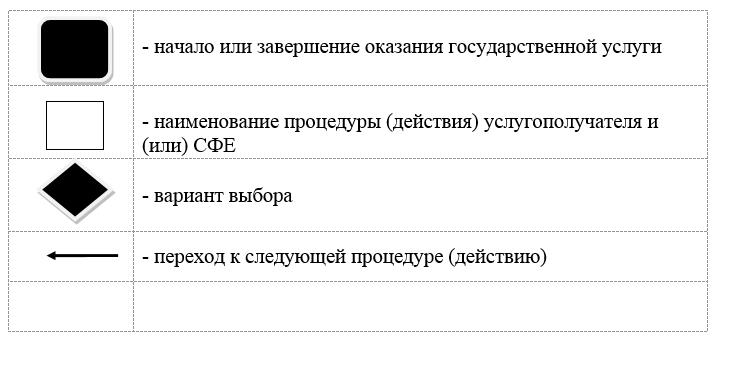 - начало или завершение оказания государственной услуги
- наименование процедуры (действия) услугополучателя и
(или) СФЕ
- вариант выбора
- переход к следующей процедуре (действию)